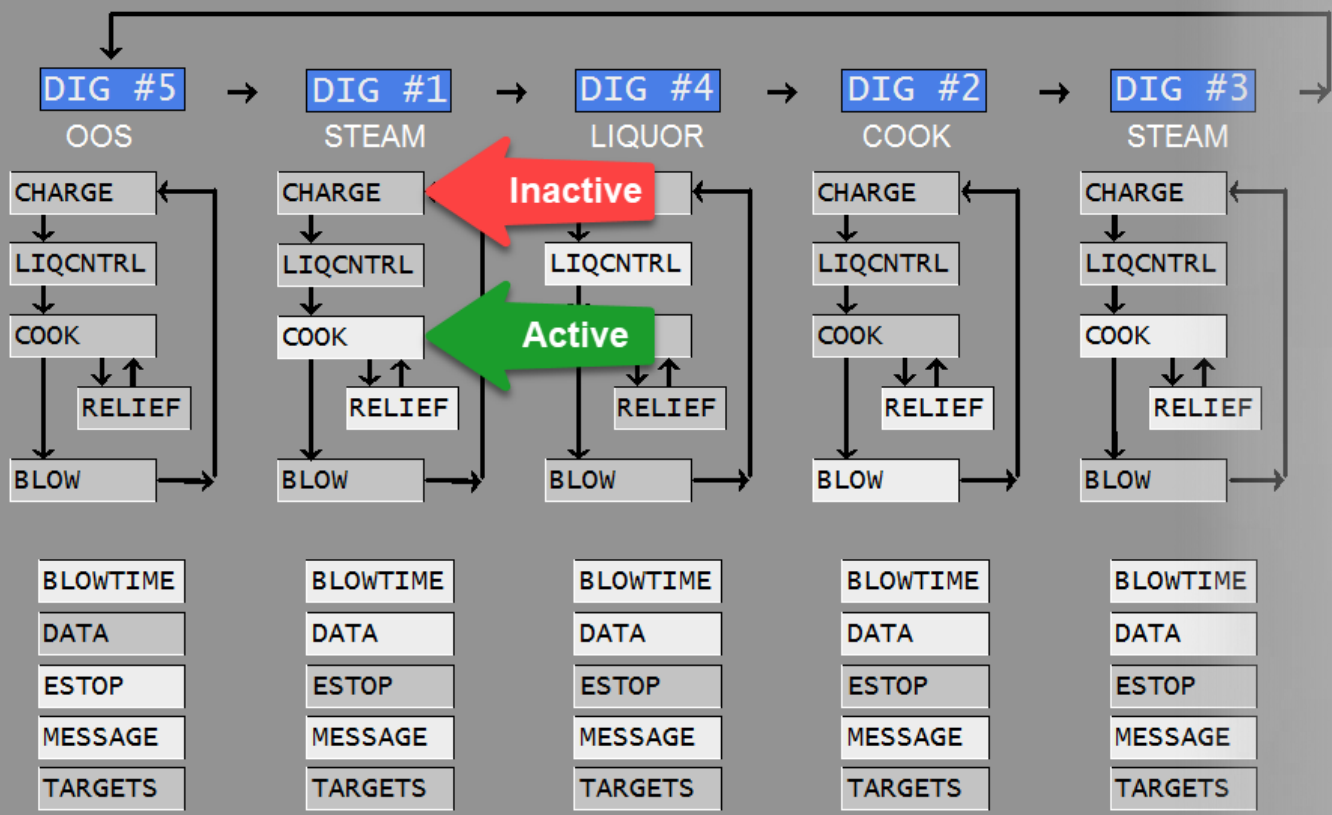 DIG #5 DIG #1 DIG #4 DIG #2 DIG #3
OOS STEAM LIQUOR COOK STEAM
CHARGE CHARGE Inactive CHARGE CHARGE
LIQCNTRL LIQCNTRL LIQCNTRL LIQCNTRL LIQCNTRL
COOK COOK Active COOK COOK
RELIEF RELIEF RELIEF RELIEF RELIEF
BLOW BLOW BLOW BLOW BLOW
BLOWTIME BLOWTIME BLOWTIME BLOWTIME BLOWTIME
DATA DATA DATA DATA DATA
ESTOP ESTOP ESTOP ESTOP ESTOP
MESSAGE MESSAGE MESSAGE MESSAGE MESSAGE
TARGETS TARGETS TARGETS TARGETS TARGETS